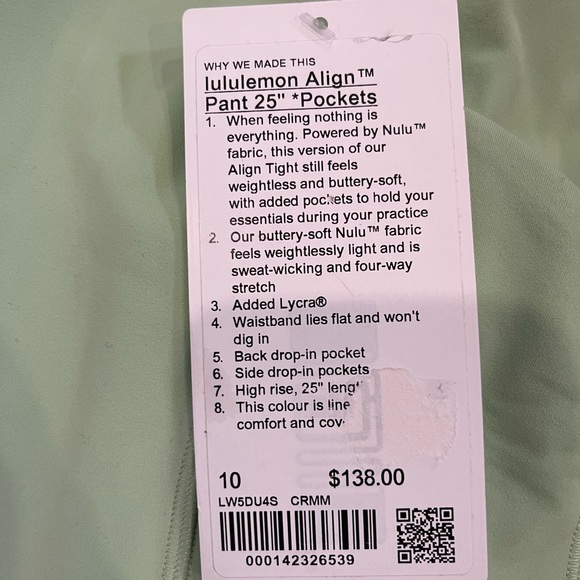 WHY WE MADE THIS
lululemon Align™
Pant 25" *Pockets
1. When feeling nothing is
everything. Powered by Nulu™
fabric, this version of our
Align Tight still feels
weightless and buttery-soft,
with added pockets to hold your
essentials during your practice
2. Our buttery-soft Nulu™ fabric
feels weightlessly light and is
sweat-wicking and four-way
stretch
3. Added Lycra®
4. Waistband lies flat and won't
dig in
5. Back drop-in pocket
6. Side drop-in pockets
7. High rise, 25"
8. This colour is
comfort and
10 $138.00
LW5DU4S CRMM
000142326539